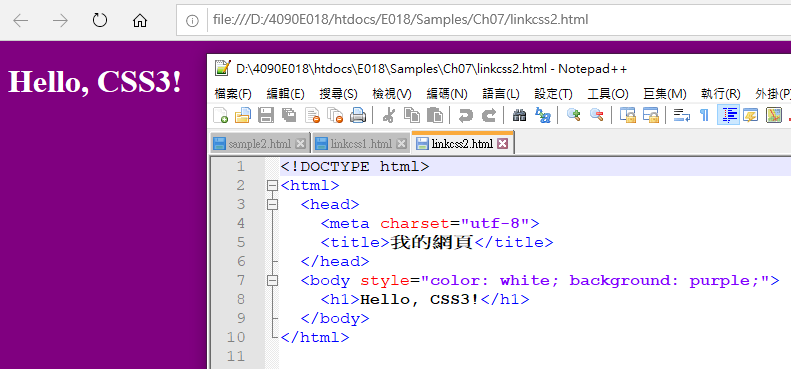 file:///D:/4090E018/htdocs/E018/Samples/Ch07/linkcss2.html
Hello, CSS3!
D:\4090E018\htdocs\E018\Samples\Ch07\linkcss2.html - Notepad++
檔案(F) 編輯(E) 搜尋(S) 檢視(V) 編碼(N) 語言(L) 設定(T) 工具(O) 巨集(M) 執行(R) 外掛(P)
sample2.html linkcss1.html linkcss2.html
1 <!DOCTYPE html>
2 <html>
3 <head>
4 <meta charset="utf-8">
5 <title>我的網頁</title>
6 </head>
7 <body style="color: white; background: purple;">
8 <h1>Hello, CSS3!</h1>
9 </body>
10 </html>
11